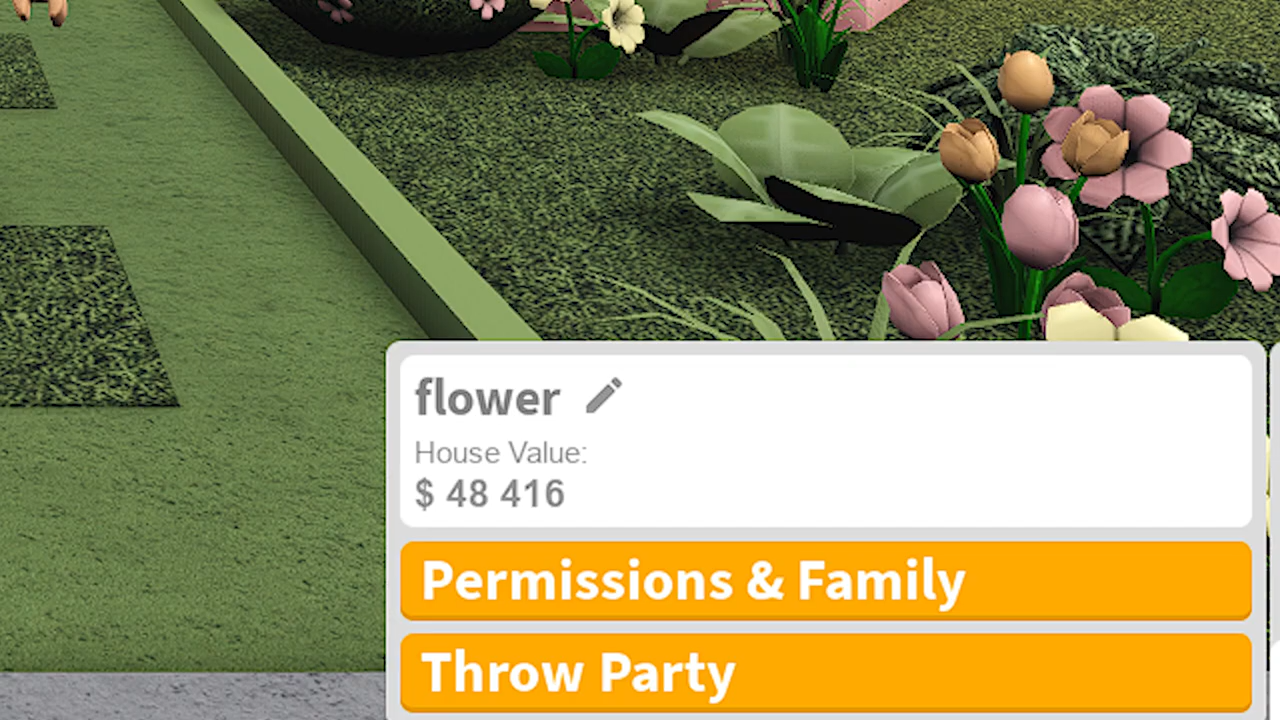 flower
House Value:
$ 48 416
Permissions & Family
Throw Party